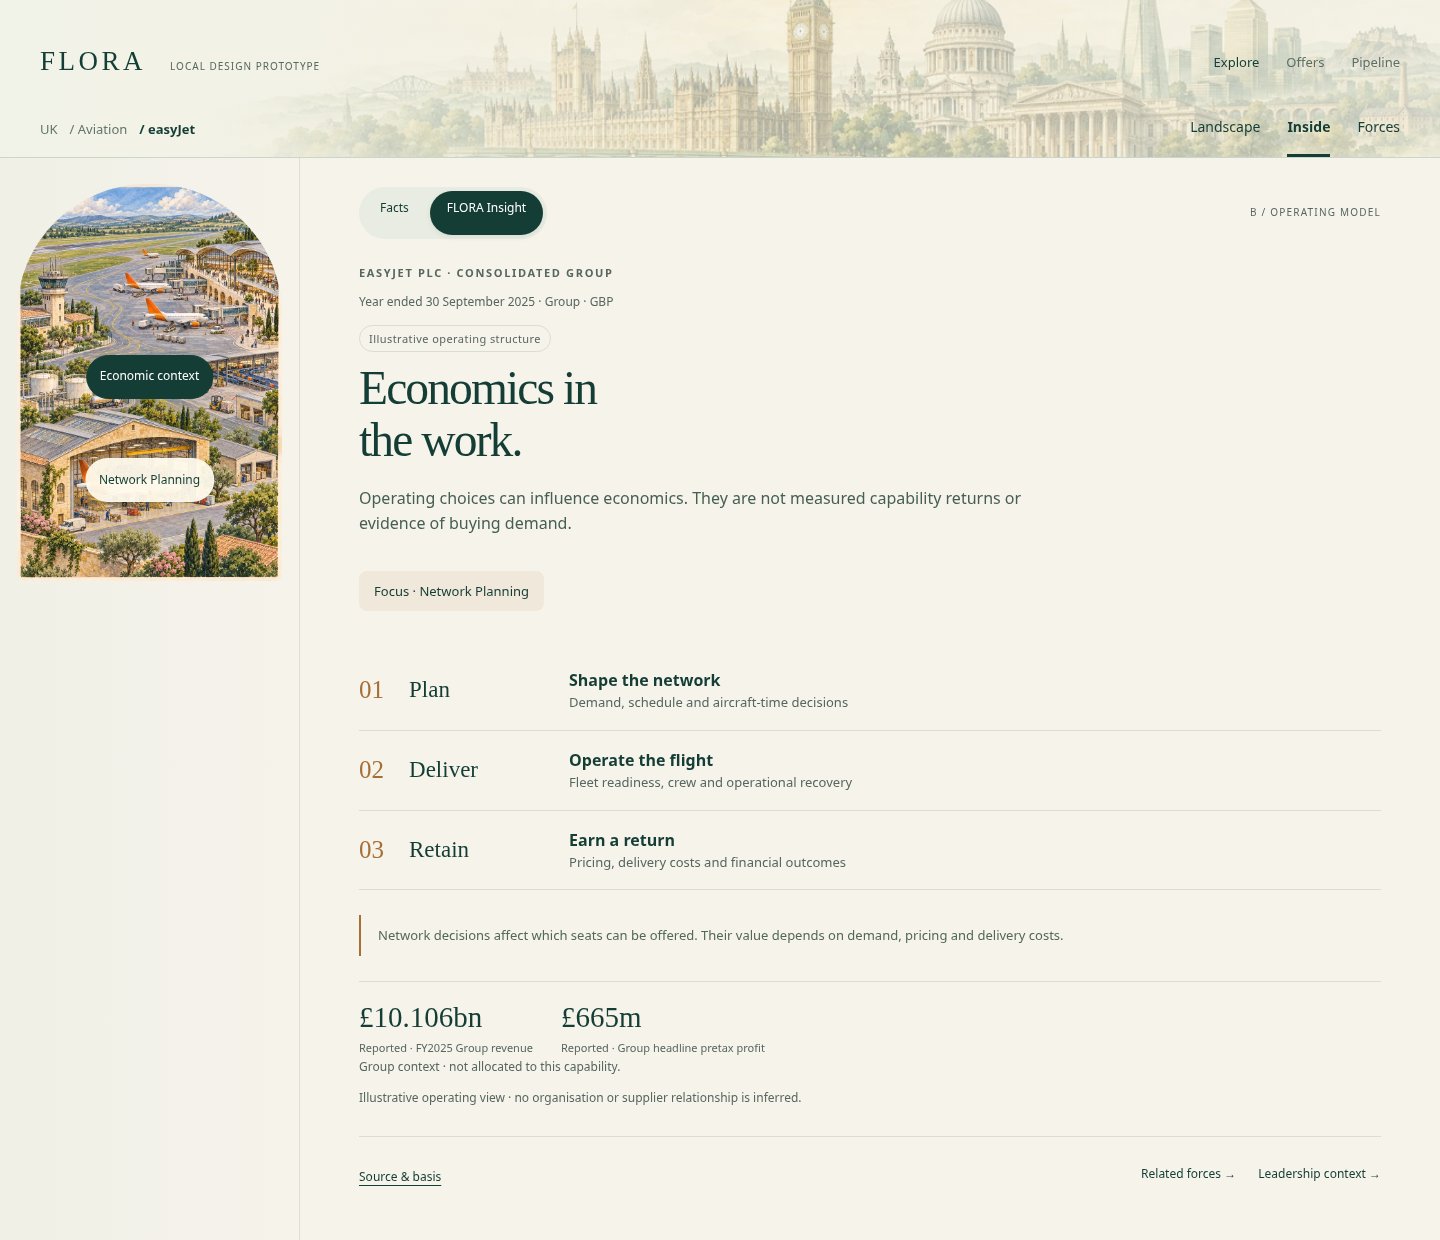 FLORA
LOCAL DESIGN PROTOTYPE
Explore
Offers
Pipeline
UK / Aviation / easyJet
Landscape
Inside
Forces
Economic context
Network Planning
Facts
FLORA Insight
B / OPERATING MODEL
EASYJET PLC · CONSOLIDATED GROUP
Year ended 30 September 2025 · Group · GBP
Illustrative operating structure
Economics in
the work.
Operating choices can influence economics. They are not measured capability returns or
evidence of buying demand.
Focus · Network Planning
01 Plan
Shape the network
Demand, schedule and aircraft-time decisions
02 Deliver
Operate the flight
Fleet readiness, crew and operational recovery
03 Retain
Earn a return
Pricing, delivery costs and financial outcomes
Network decisions affect which seats can be offered. Their value depends on demand, pricing and delivery costs.
£10.106bn
Reported · FY2025 Group revenue
£665m
Reported · Group headline pretax profit
Group context · not allocated to this capability.
Illustrative operating view · no organisation or supplier relationship is inferred.
Source & basis
Related forces →
Leadership context →